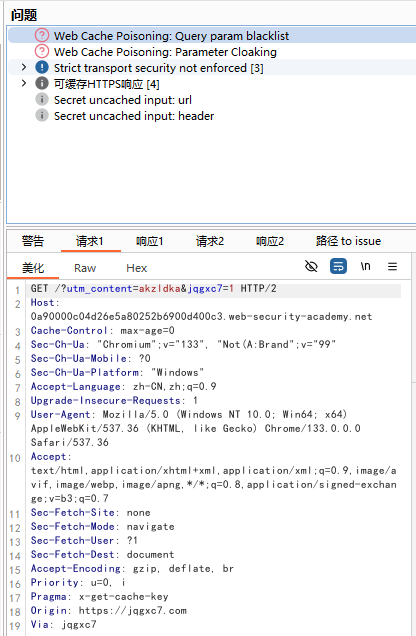 问题
Web Cache Poisoning: Query param blacklist
Web Cache Poisoning: Parameter Cloaking
Strict transport security not enforced [3]
可缓存HTTPS响应 [4]
Secret uncached input: url
Secret uncached input: header
警告 请求1 响应1 请求2 响应2 路径 to issue
美化 Raw Hex \n
1 GET /?utm_content=akzldka&jqgxc7=1 HTTP/2
2 Host:
0a90000c04d26e5a80252b6900d400c3.web-security-academy.net
3 Cache-Control: max-age=0
4 Sec-Ch-Ua: "Chromium";v="133", "Not(A:Brand";v="99"
5 Sec-Ch-Ua-Mobile: ?0
6 Sec-Ch-Ua-Platform: "Windows"
7 Accept-Language: zh-CN,zh;q=0.9
8 Upgrade-Insecure-Requests: 1
9 User-Agent: Mozilla/5.0 (Windows NT 10.0; Win64; x64)
AppleWebKit/537.36 (KHTML, like Gecko) Chrome/133.0.0.0
Safari/537.36
10 Accept:
text/html,application/xhtml+xml,application/xml;q=0.9,image/a
vif,image/webp,image/apng,*/*;q=0.8,application/signed-exchan
ge;v=b3;q=0.7
11 Sec-Fetch-Site: none
12 Sec-Fetch-Mode: navigate
13 Sec-Fetch-User: ?1
14 Sec-Fetch-Dest: document
15 Accept-Encoding: gzip, deflate, br
16 Priority: u=0, i
17 Pragma: x-get-cache-key
18 Origin: https://jqgxc7.com
19 Via: jqgxc7